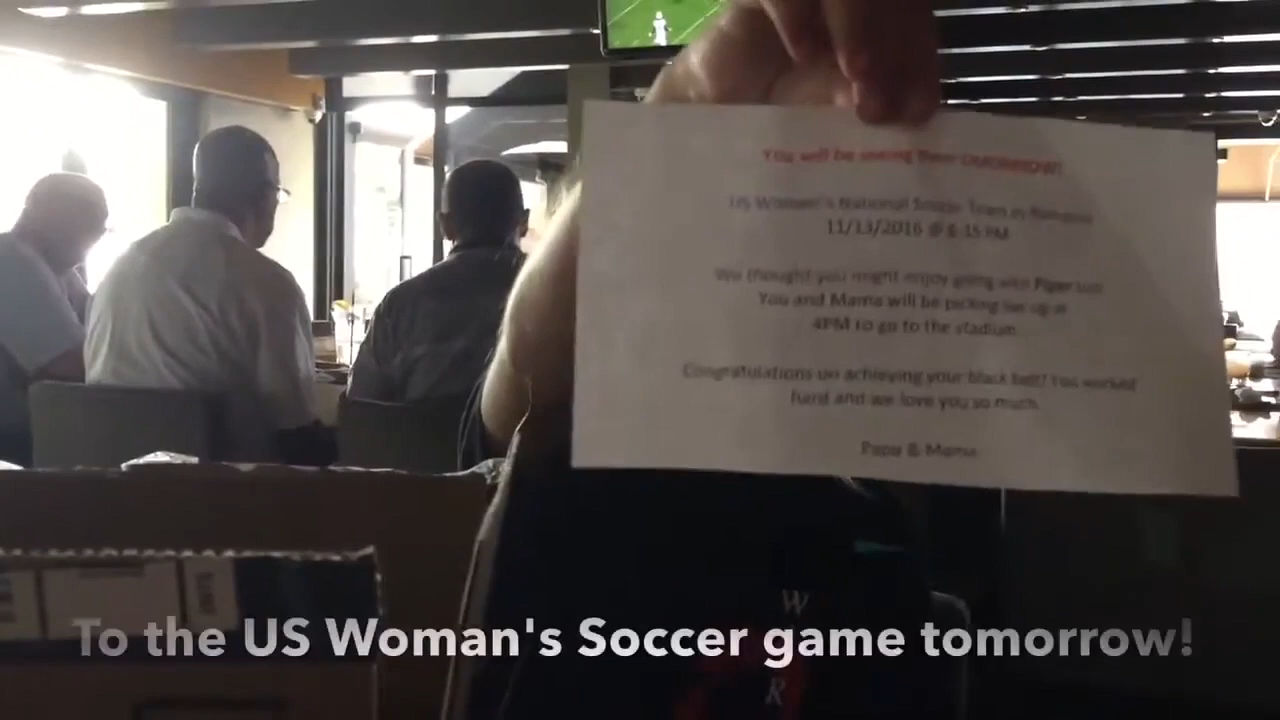 You will be seeing them tomorrow!
US Women's National Soccer Team vs Romania
11/13/2016 @ 6:15 PM
We thought you might enjoy going with Piper
You and Mama will be picking her up at
4PM to go to the stadium.
Congratulations on achieving your black belt! You worked
hard and we love you so much.
Papa & Mama
W
R
To the US Woman's Soccer game tomorrow!